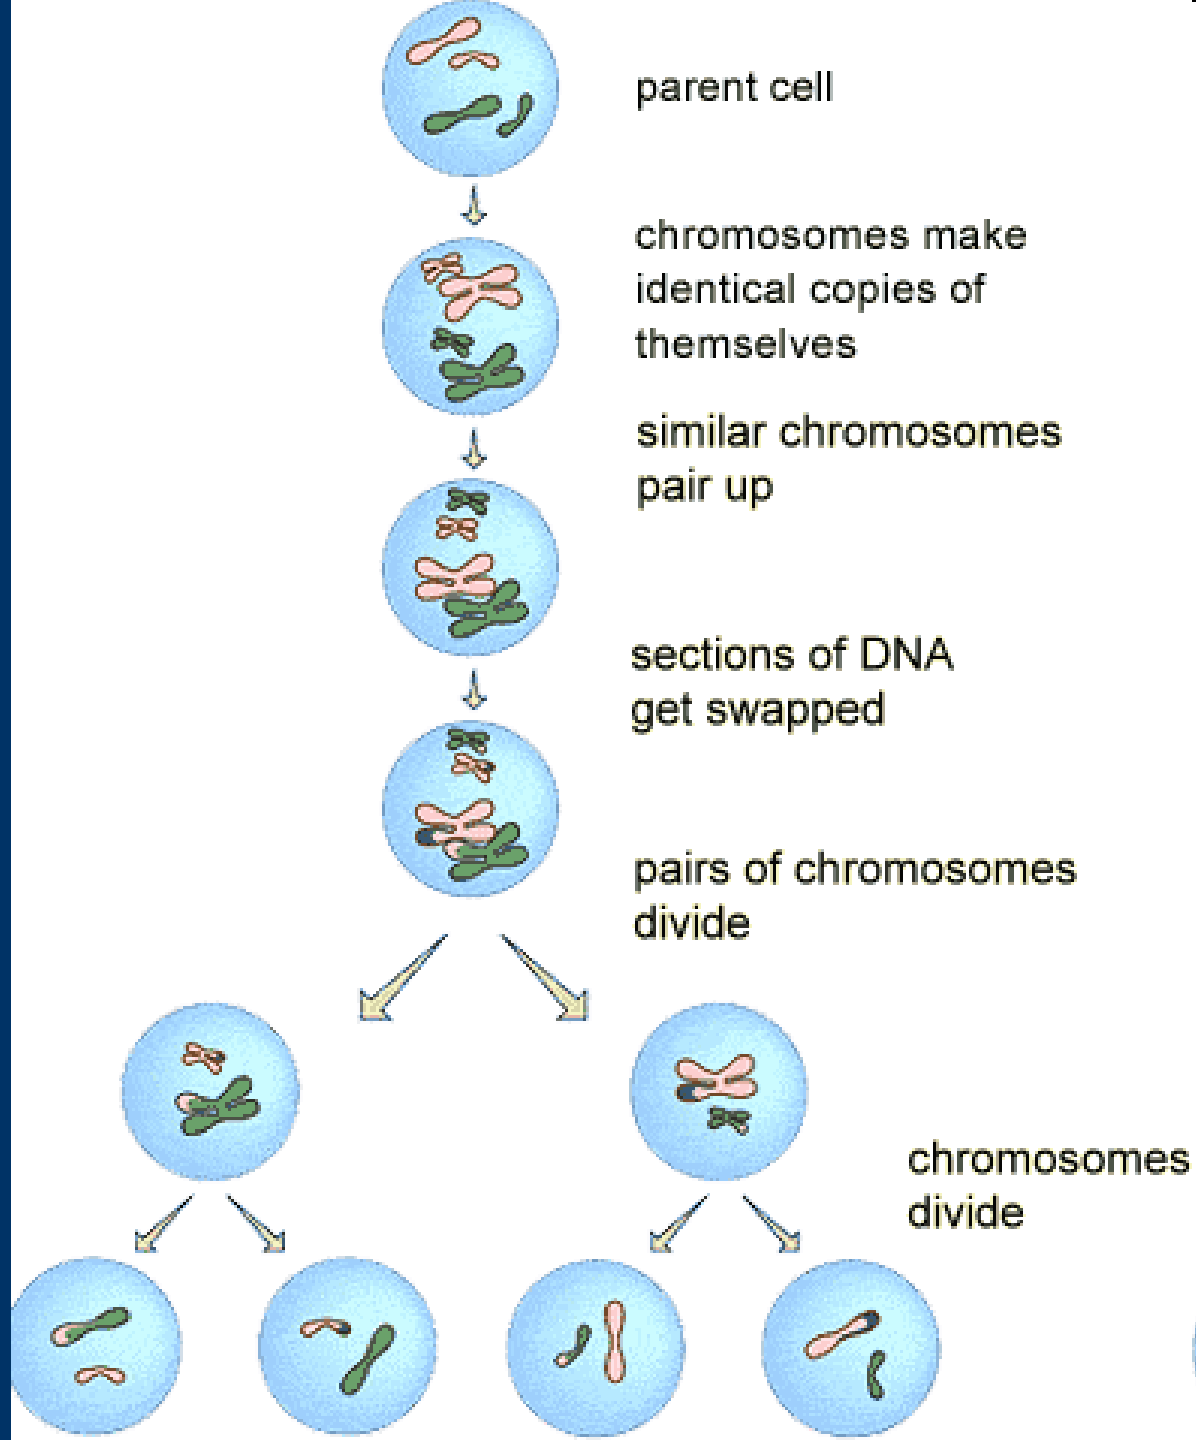 parent cell
chromosomes make
identical copies of
themselves
similar chromosomes
pair up
sections of DNA
get swapped
pairs of chromosomes
divide
chromosomes
divide